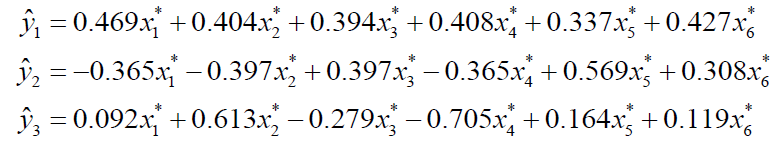 ŷ₁ = 0.469x₁* + 0.404x₂* + 0.394x₃* + 0.408x₄* + 0.337x₅* + 0.427x₆*
ŷ₂ = −0.365x₁* − 0.397x₂* + 0.397x₃* − 0.365x₄* + 0.569x₅* + 0.308x₆*
ŷ₃ = 0.092x₁* + 0.613x₂* − 0.279x₃* − 0.705x₄* + 0.164x₅* + 0.119x₆*